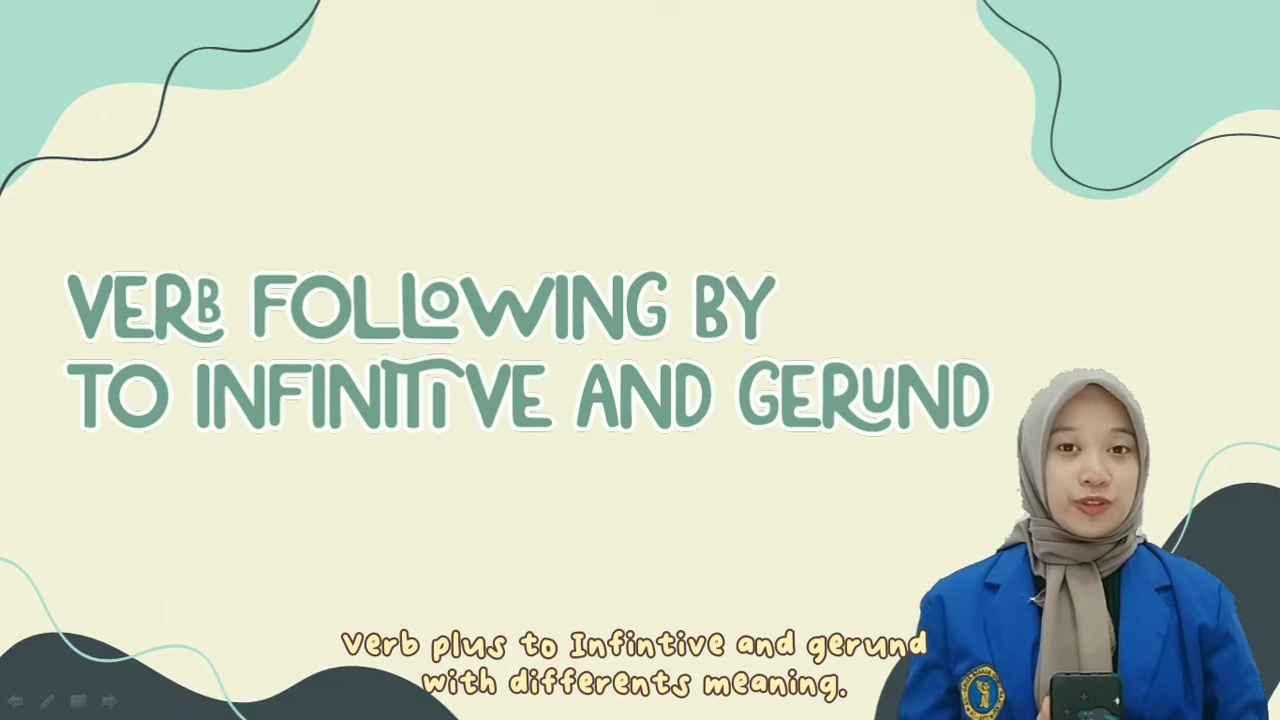 VERB FOLLOWING BY
TO INFINITIVE AND GERUND
Verb plus to Infintive and gerund
with differents meaning.